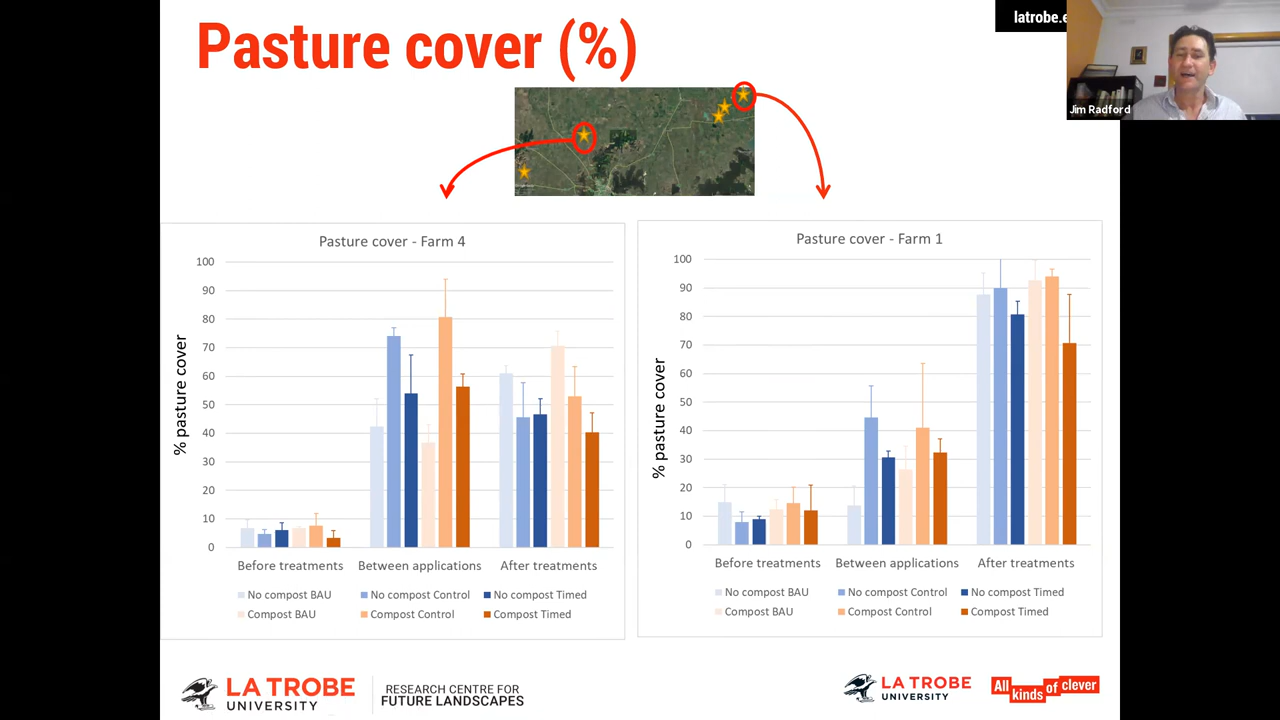 Pasture cover (%)
latrobe.e
Jim Radford
Pasture cover - Farm 4
100
90
80
70
60
50
40
30
20
10
0
% pasture cover
Before treatments
Between applications
After treatments
No compost BAU
No compost Control
No compost Timed
Compost BAU
Compost Control
Compost Timed
Pasture cover - Farm 1
100
90
80
70
60
50
40
30
20
10
0
% pasture cover
Before treatments
Between applications
After treatments
No compost BAU
No compost Control
No compost Timed
Compost BAU
Compost Control
Compost Timed
LA TROBE
UNIVERSITY
RESEARCH CENTRE FOR
FUTURE LANDSCAPES
LA TROBE
UNIVERSITY
All kinds of clever